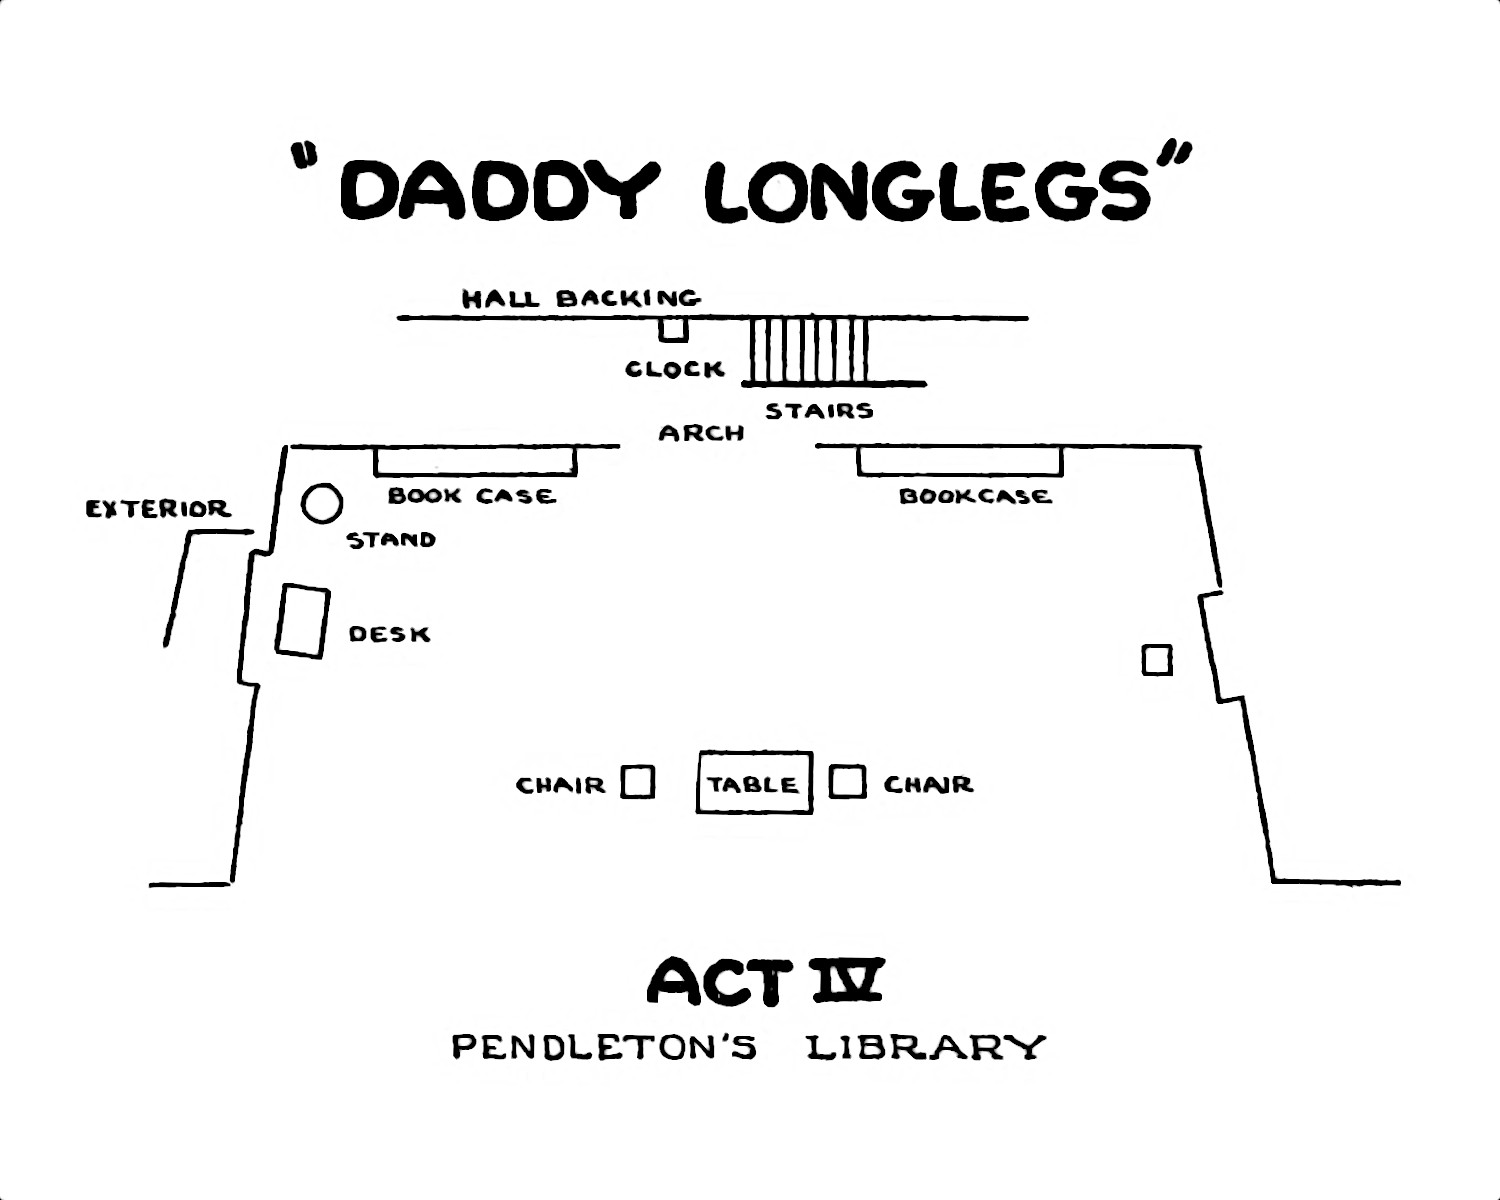 "DADDY LONGLEGS"
HALL BACKING
CLOCK
STAIRS
ARCH
BOOK CASE
BOOKCASE
EXTERIOR
STAND
DESK
CHAIR
TABLE
CHAIR
ACT IV
PENDLETON'S LIBRARY